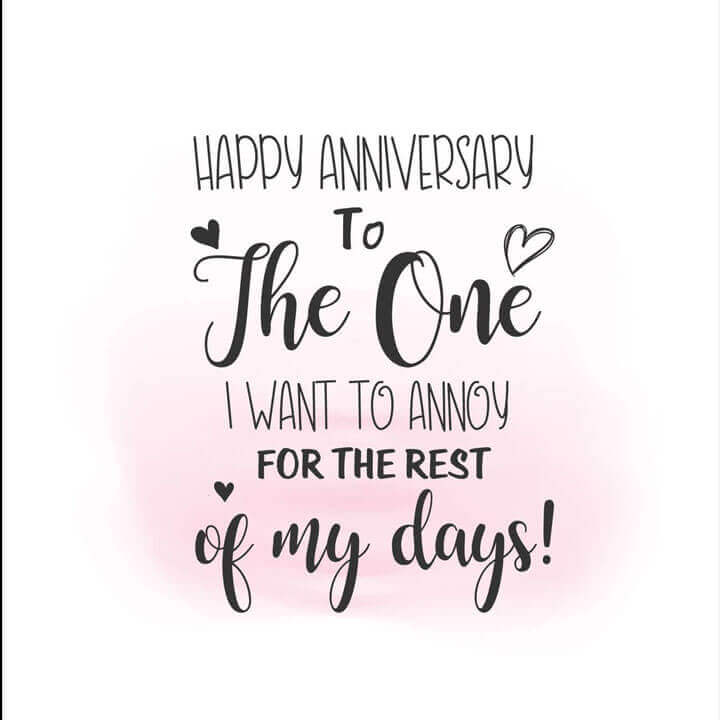 HAPPY ANNIVERSARY
TO
The One
I WANT TO ANNOY
FOR THE REST
of my days!